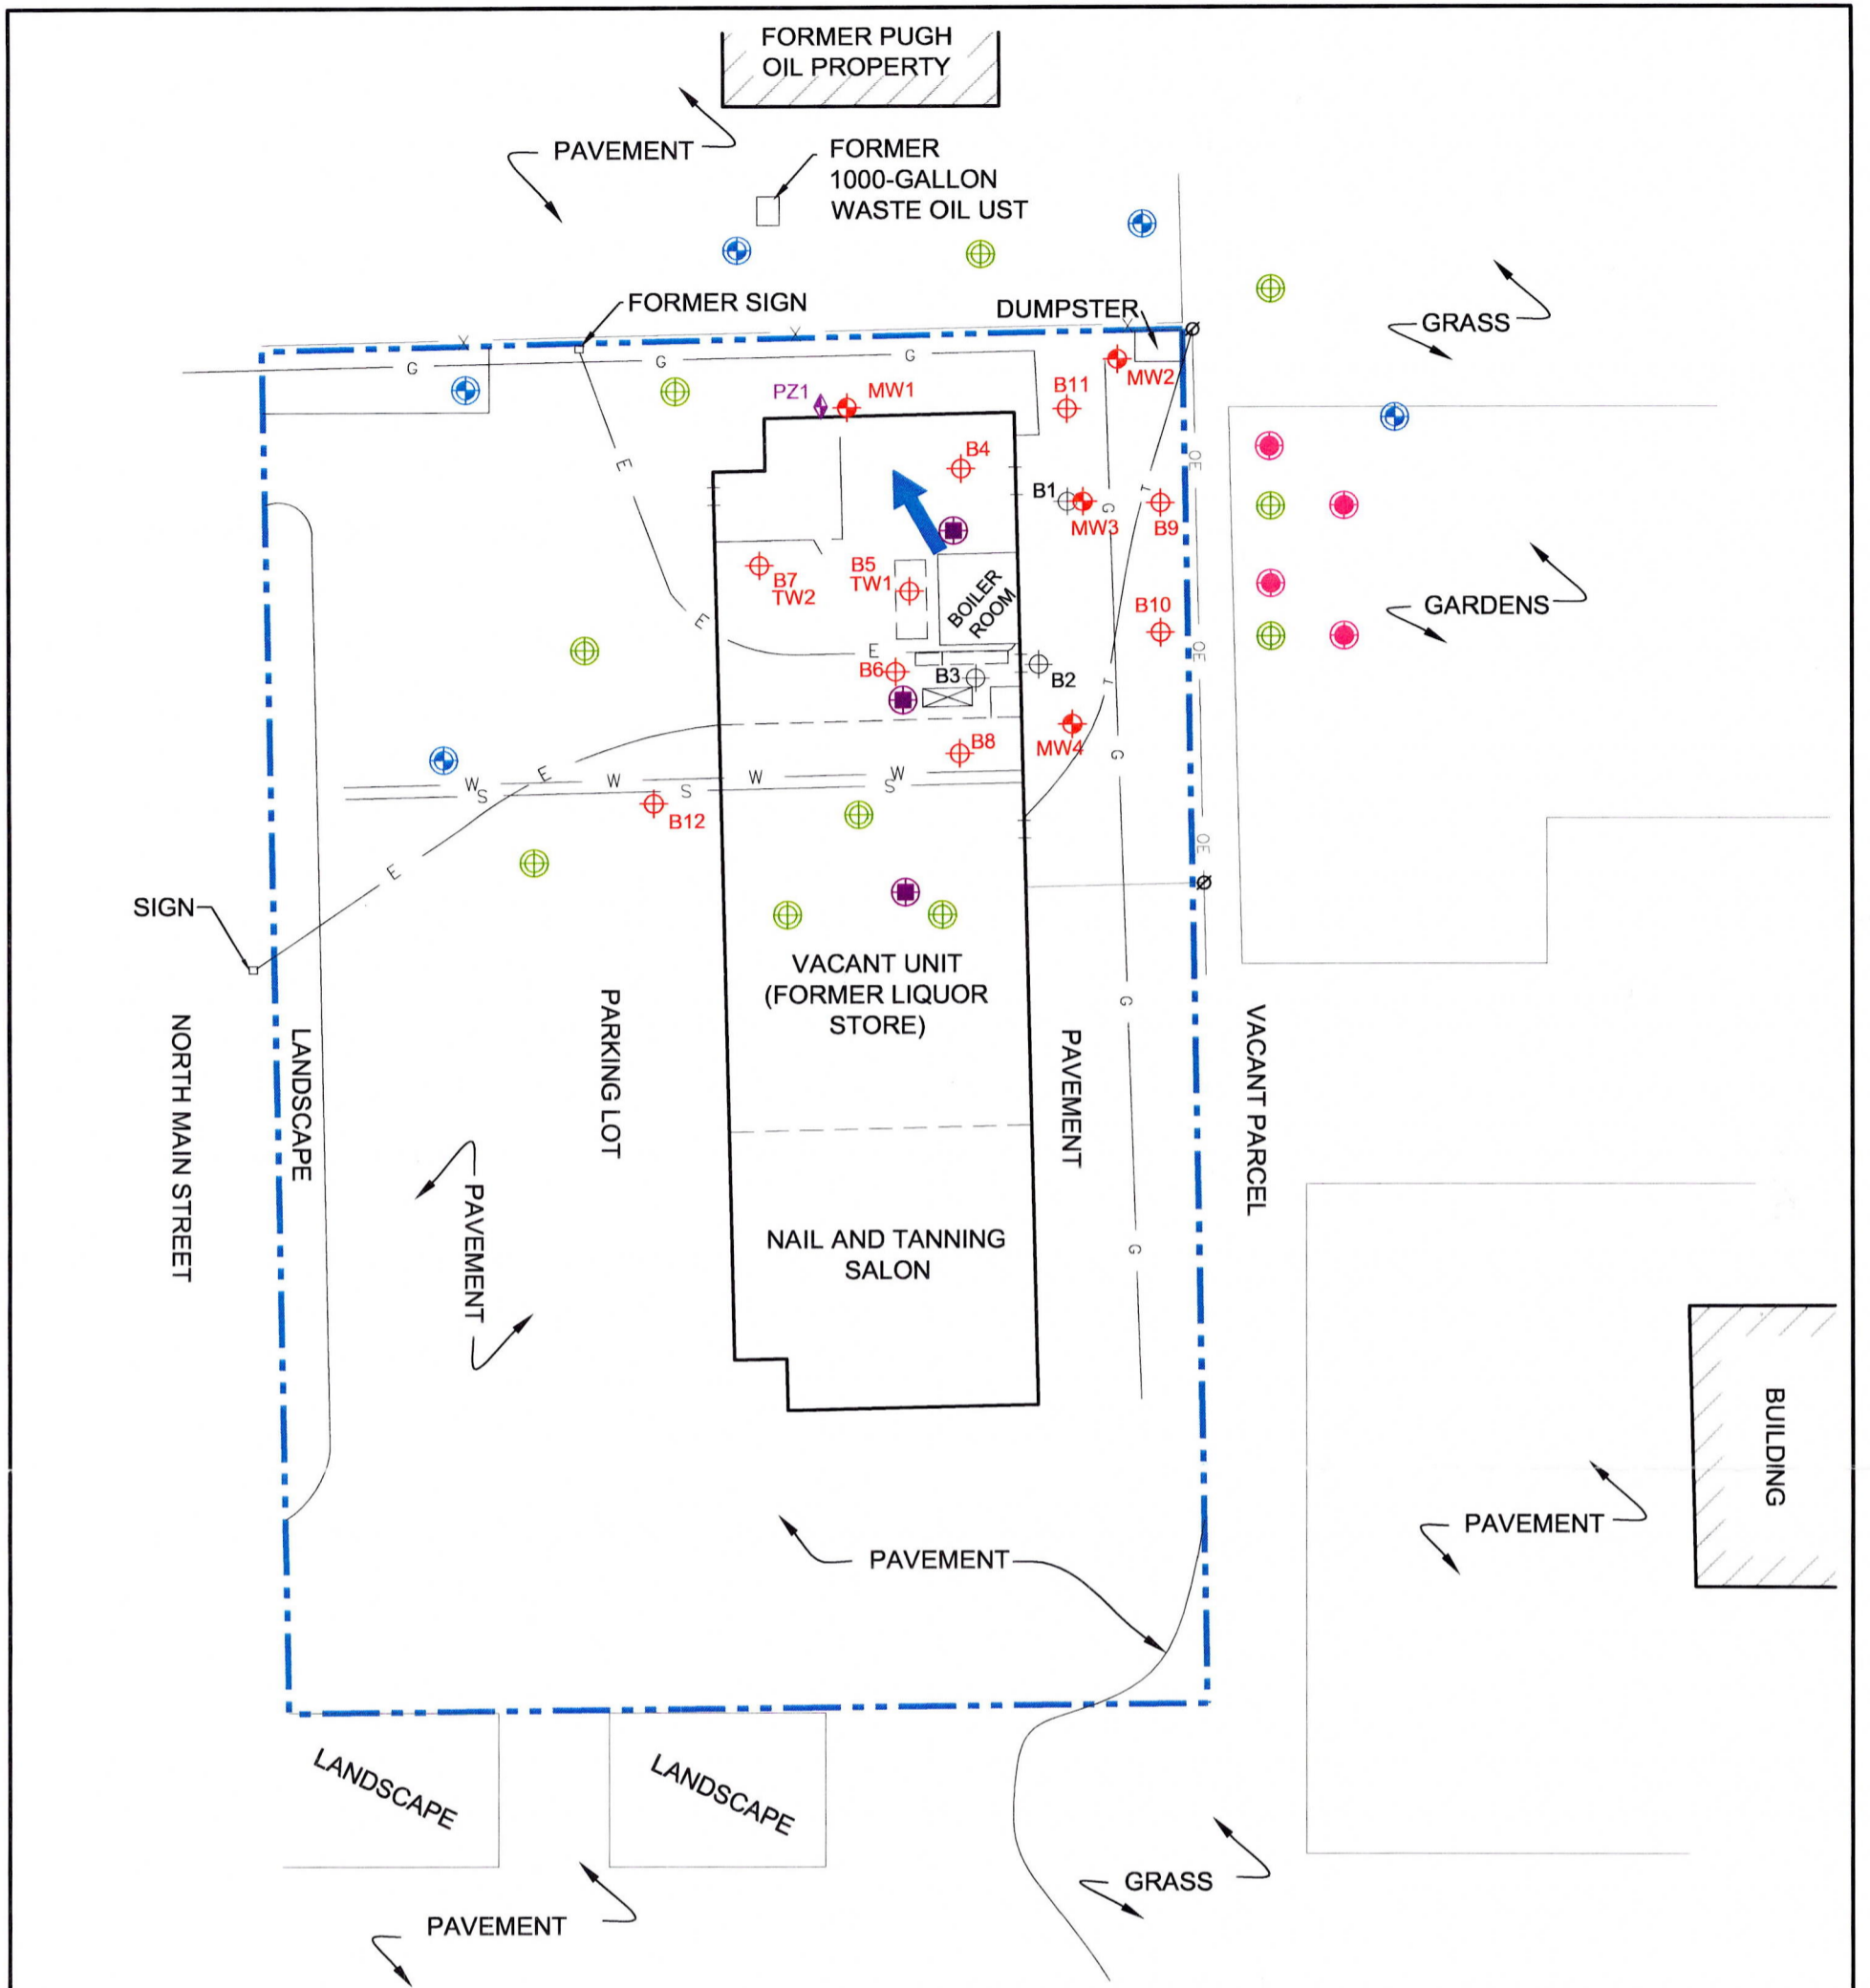 FORMER PUGH
OIL PROPERTY
PAVEMENT
FORMER
1000-GALLON
WASTE OIL UST
FORMER SIGN
DUMPSTER
GRASS
Y
X
Y
G
G
G
PZ1
MW1
B11
MW2
E
B4
OE
B1
G
T
MW3
B9
B7
TW2
B5
TW1
BOILER
ROOM
B10
GARDENS
E
E
OE
B6
B3
B2
T
B8
MW4
G
W
S
E
W
S
W
W
S
B12
OE
E
SIGN
VACANT UNIT
(FORMER LIQUOR
STORE)
G
NORTH MAIN STREET
LANDSCAPE
PARKING LOT
PAVEMENT
VACANT PARCEL
PAVEMENT
NAIL AND TANNING
SALON
G
BUILDING
PAVEMENT
PAVEMENT
LANDSCAPE
LANDSCAPE
GRASS
PAVEMENT